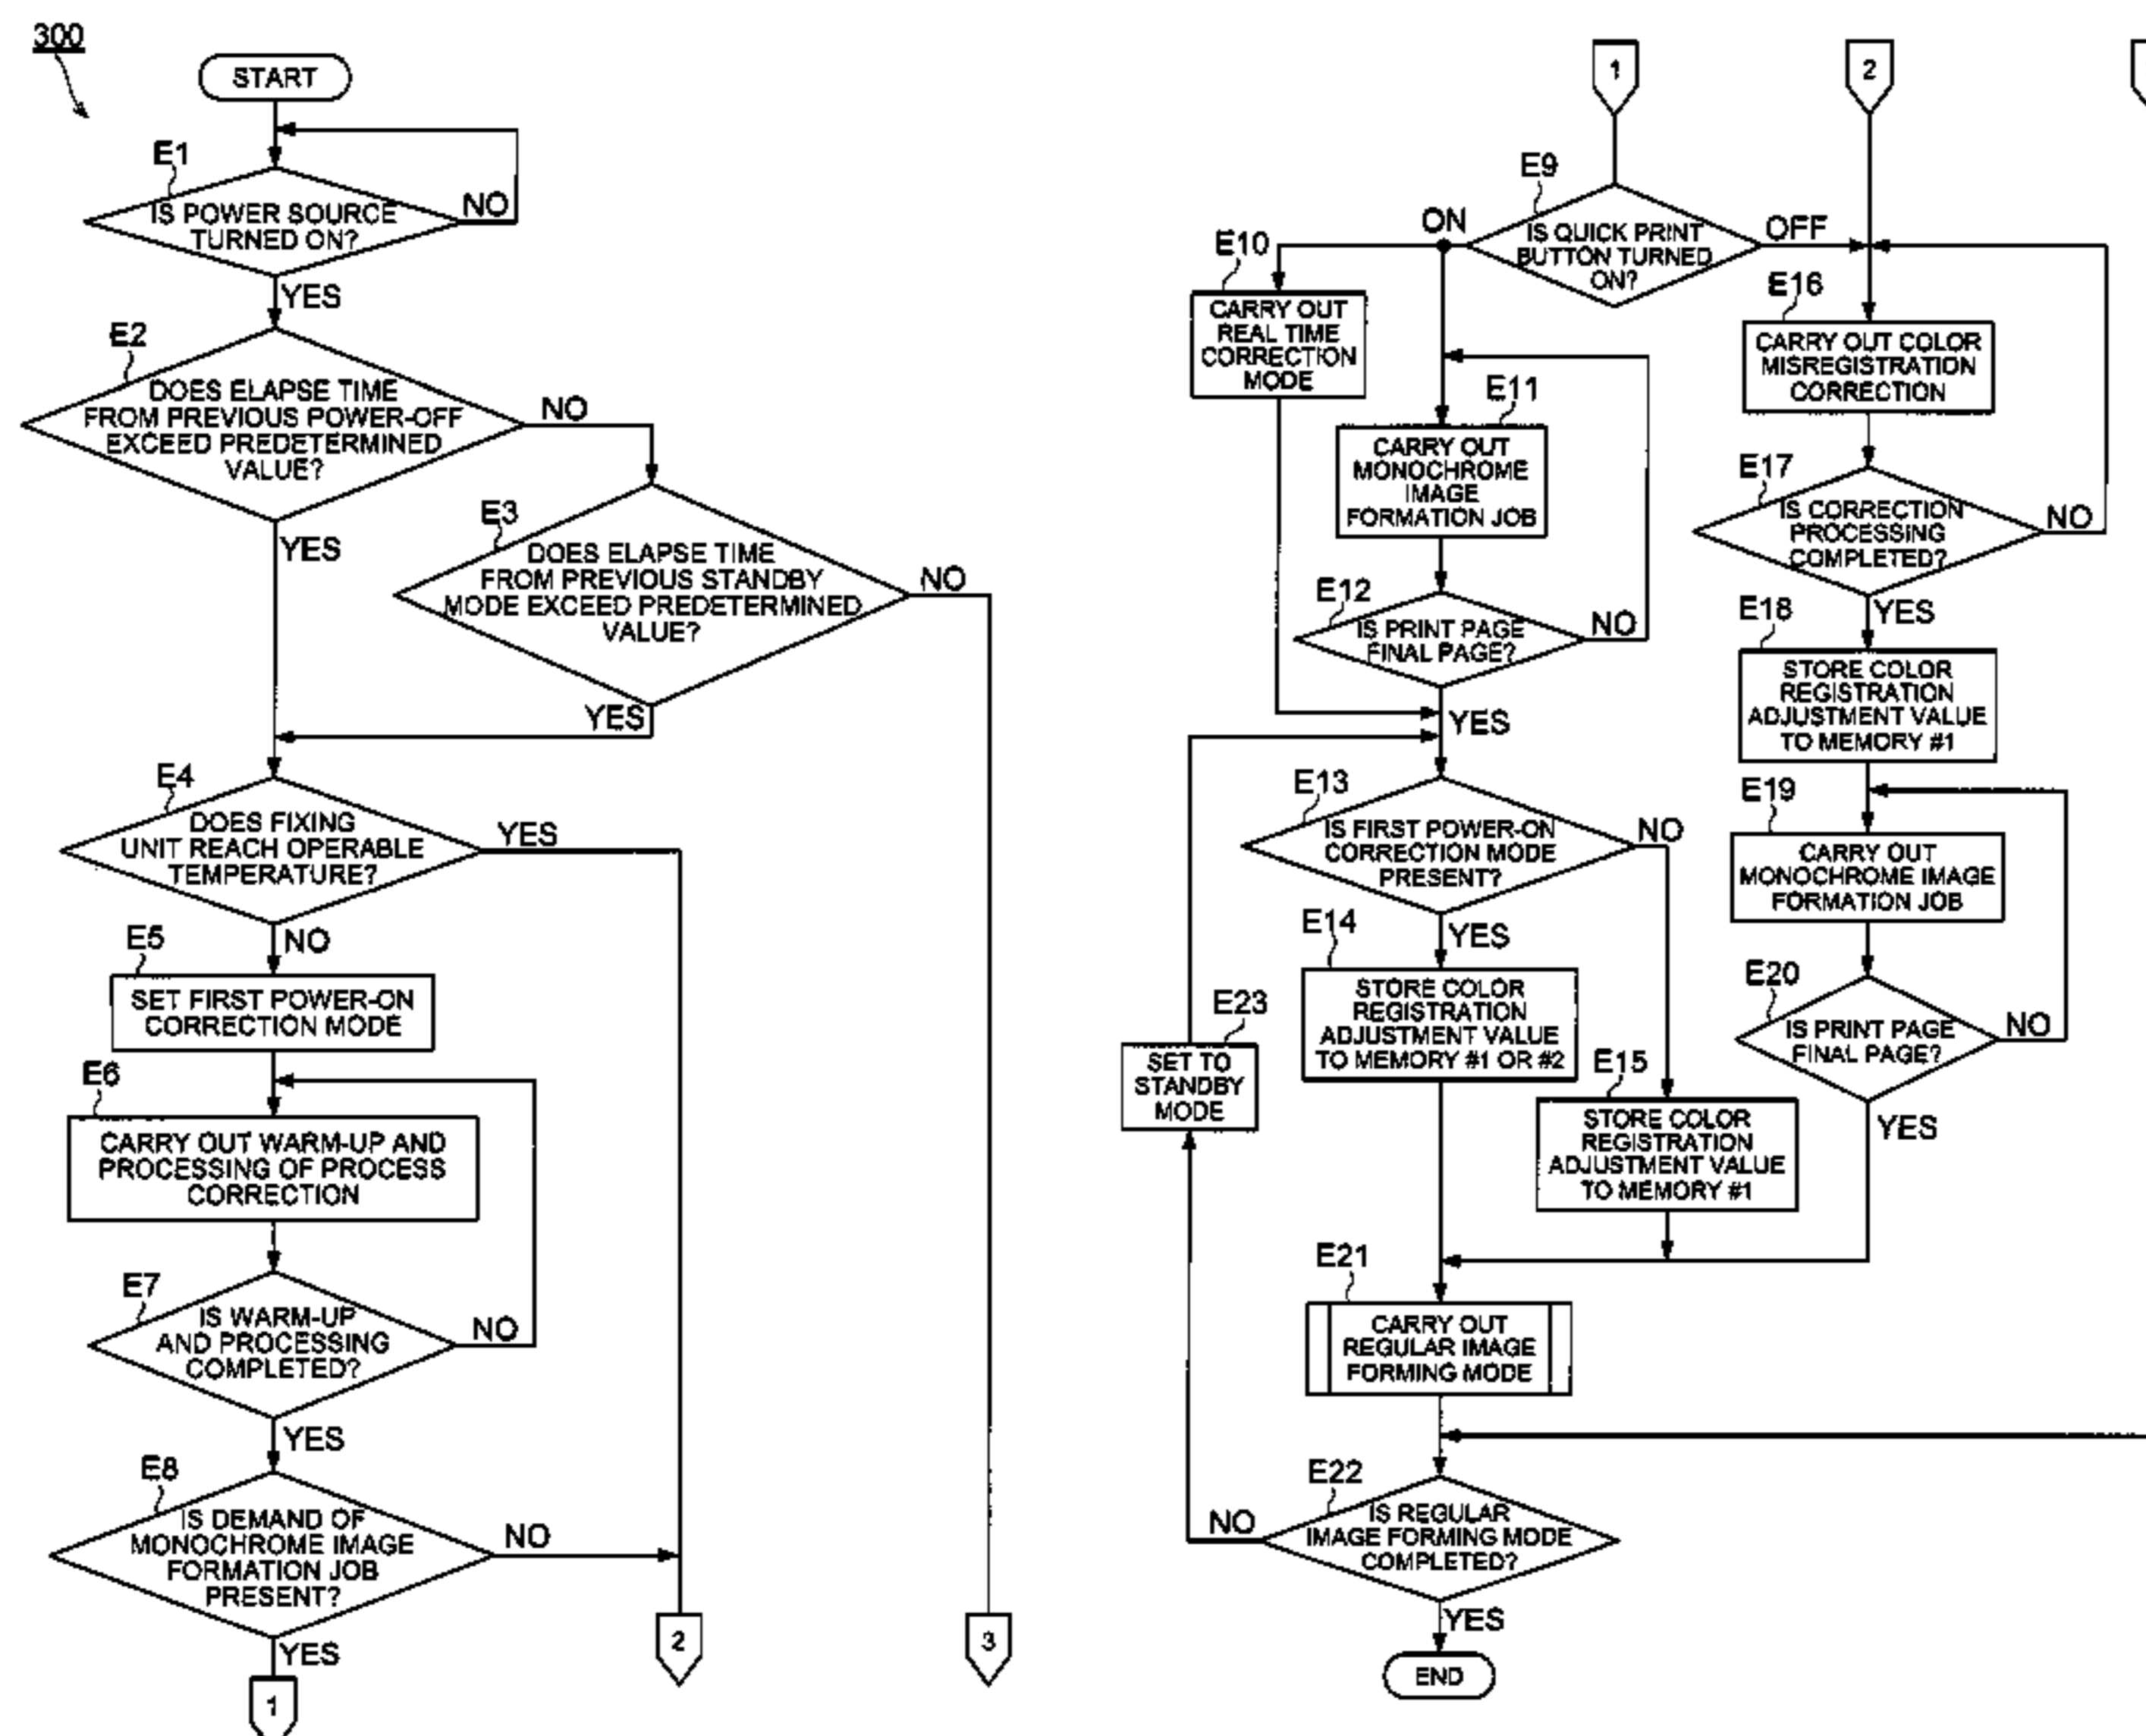 300
START
E1
IS POWER SOURCE
TURNED ON?
NO
YES
E2
DOES ELAPSE TIME
FROM PREVIOUS POWER-OFF
EXCEED PREDETERMINED
VALUE?
NO
YES
E3
DOES ELAPSE TIME
FROM PREVIOUS STANDBY
MODE EXCEED PREDETERMINED
VALUE?
NO
YES
E4
DOES FIXING
UNIT REACH OPERABLE
TEMPERATURE?
YES
NO
E5
SET FIRST POWER-ON
CORRECTION MODE
E6
CARRY OUT WARM-UP AND
PROCESSING OF PROCESS
CORRECTION
E7
IS WARM-UP
AND PROCESSING
COMPLETED?
NO
YES
E8
IS DEMAND OF
MONOCHROME IMAGE
FORMATION JOB
PRESENT?
NO
YES
1
2
3
1
2
E9
IS QUICK PRINT
BUTTON TURNED
ON?
ON
OFF
E10
CARRY OUT
REAL TIME
CORRECTION
MODE
E11
CARRY OUT
MONOCHROME
IMAGE
FORMATION JOB
E12
IS PRINT PAGE
FINAL PAGE?
NO
YES
E13
IS FIRST POWER-ON
CORRECTION MODE
PRESENT?
NO
YES
E14
STORE COLOR
REGISTRATION
ADJUSTMENT VALUE
TO MEMORY #1 OR #2
E15
STORE COLOR
REGISTRATION
ADJUSTMENT VALUE
TO MEMORY #1
E16
CARRY OUT COLOR
MISREGISTRATION
CORRECTION
E17
IS CORRECTION
PROCESSING
COMPLETED?
NO
YES
E18
STORE COLOR
REGISTRATION
ADJUSTMENT VALUE
TO MEMORY #1
E19
CARRY OUT
MONOCHROME IMAGE
FORMATION JOB
E20
IS PRINT PAGE
FINAL PAGE?
NO
YES
E21
CARRY OUT
REGULAR IMAGE
FORMING MODE
E22
IS REGULAR
IMAGE FORMING MODE
COMPLETED?
NO
YES
E23
SET TO
STANDBY
MODE
END